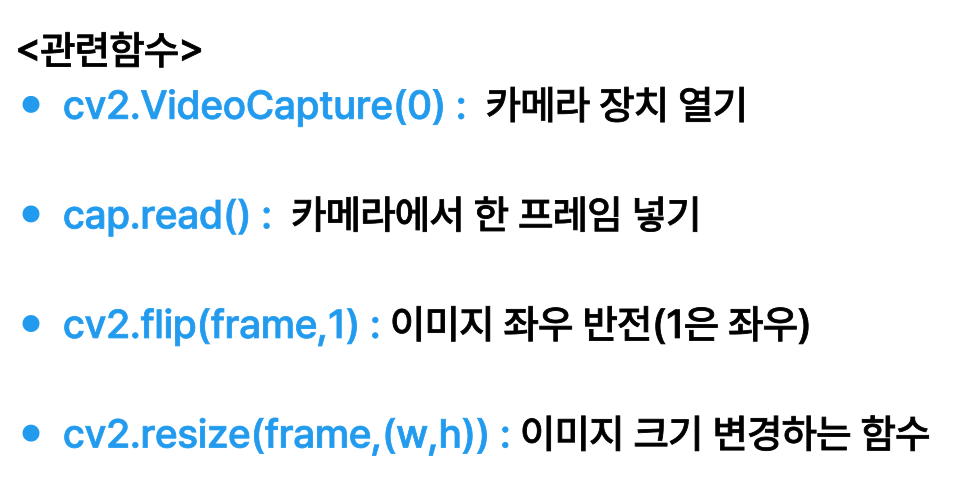 <관련함수>
• cv2.VideoCapture(0) : 카메라 장치 열기
• cap.read() : 카메라에서 한 프레임 넣기
• cv2.flip(frame,1) : 이미지 좌우 반전(1은 좌우)
• cv2.resize(frame,(w,h)) : 이미지 크기 변경하는 함수